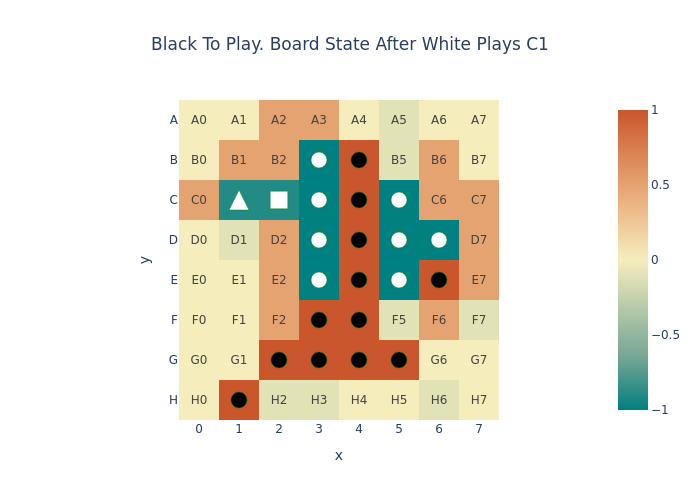 Black To Play. Board State After White Plays C1
A A0 A1 A2 A3 A4 A5 A6 A7
B B0 B1 B2 B5 B6 B7
C C0 C6 C7
D D0 D1 D2 D7
E E0 E1 E2 E7
F F0 F1 F2 F5 F6 F7
G G0 G1 G6 G7
H H0 H2 H3 H4 H5 H6 H7
0 1 2 3 4 5 6 7
x
y
1
0.5
0
−0.5
−1